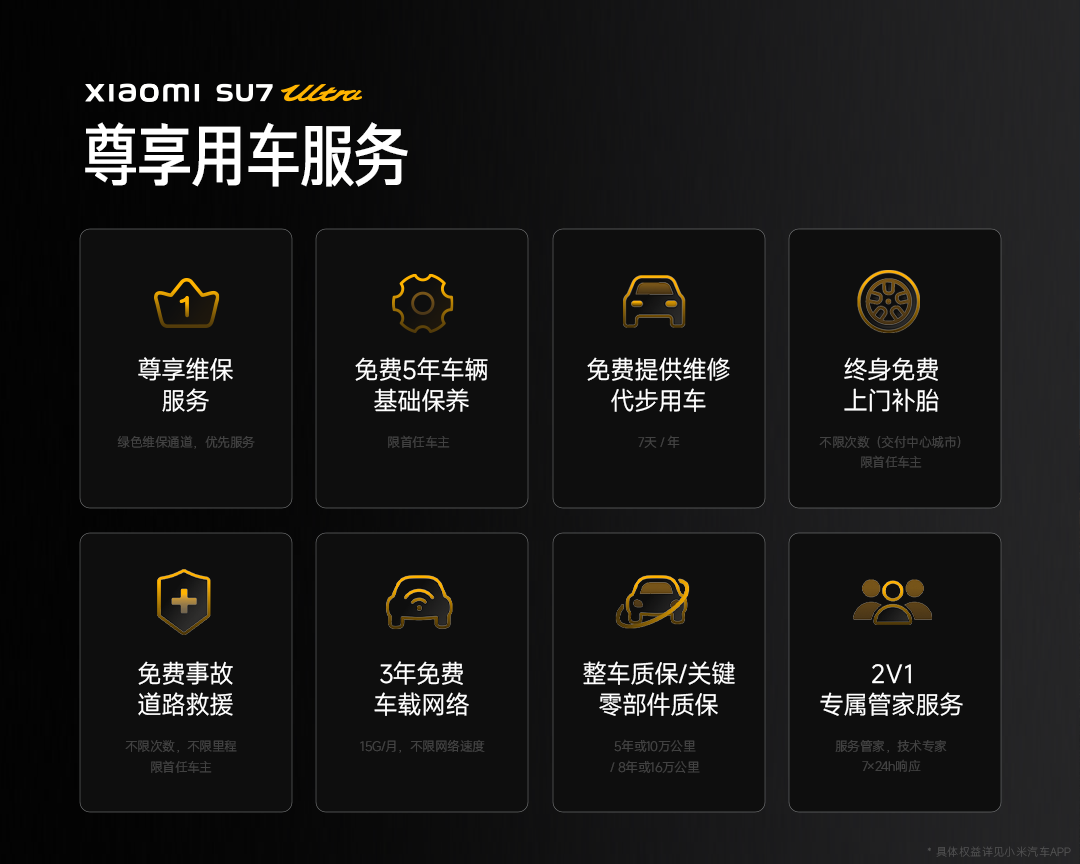 XIAOMI SU7 Ultra
尊享用车服务
1
尊享维保
服务
绿色维保通道，优先服务
免费5年车辆
基础保养
限首任车主
免费提供维修
代步用车
7天 / 年
终身免费
上门补胎
不限次数（交付中心城市）
限首任车主
免费事故
道路救援
不限次数，不限里程
限首任车主
3年免费
车载网络
15G/月，不限网络速度
整车质保/关键
零部件质保
5年或10万公里
/ 8年或16万公里
2V1
专属管家服务
服务管家，技术专家
7×24h响应
* 具体权益详见小米汽车APP